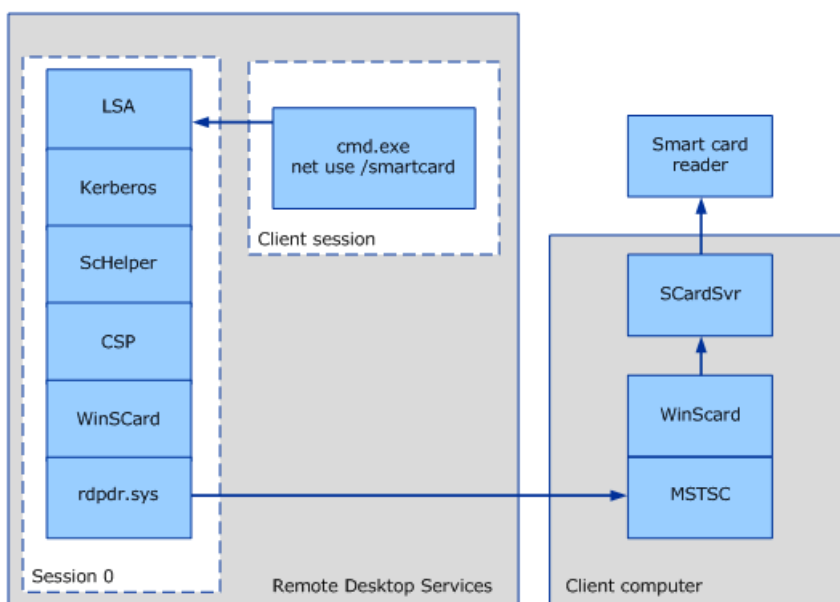 LSA
Kerberos
ScHelper
CSP
WinSCard
rdpdr.sys
Session 0
cmd.exe
net use /smartcard
Client session
Remote Desktop Services
Smart card
reader
SCardSvr
WinScard
MSTSC
Client computer